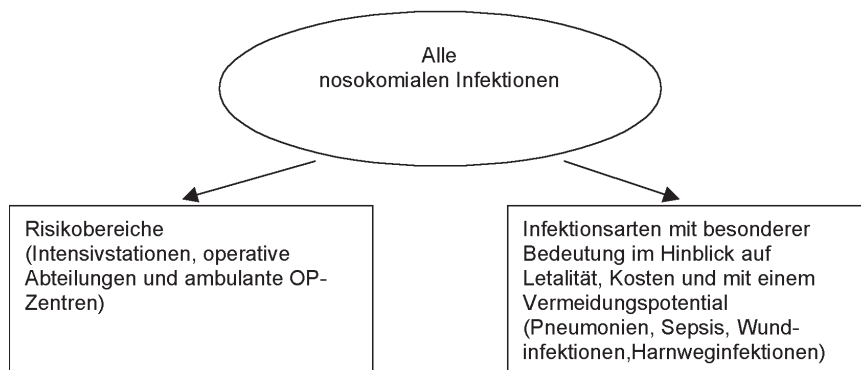 Alle
nosokomialen Infektionen
Risikobereiche
(Intensivstationen, operative
Abteilungen und ambulante OP-
Zentren)
Infektionsarten mit besonderer
Bedeutung im Hinblick auf
Letalität, Kosten und mit einem
Vermeidungspotential
(Pneumonien, Sepsis, Wund-
infektionen,Harnweginfektionen)